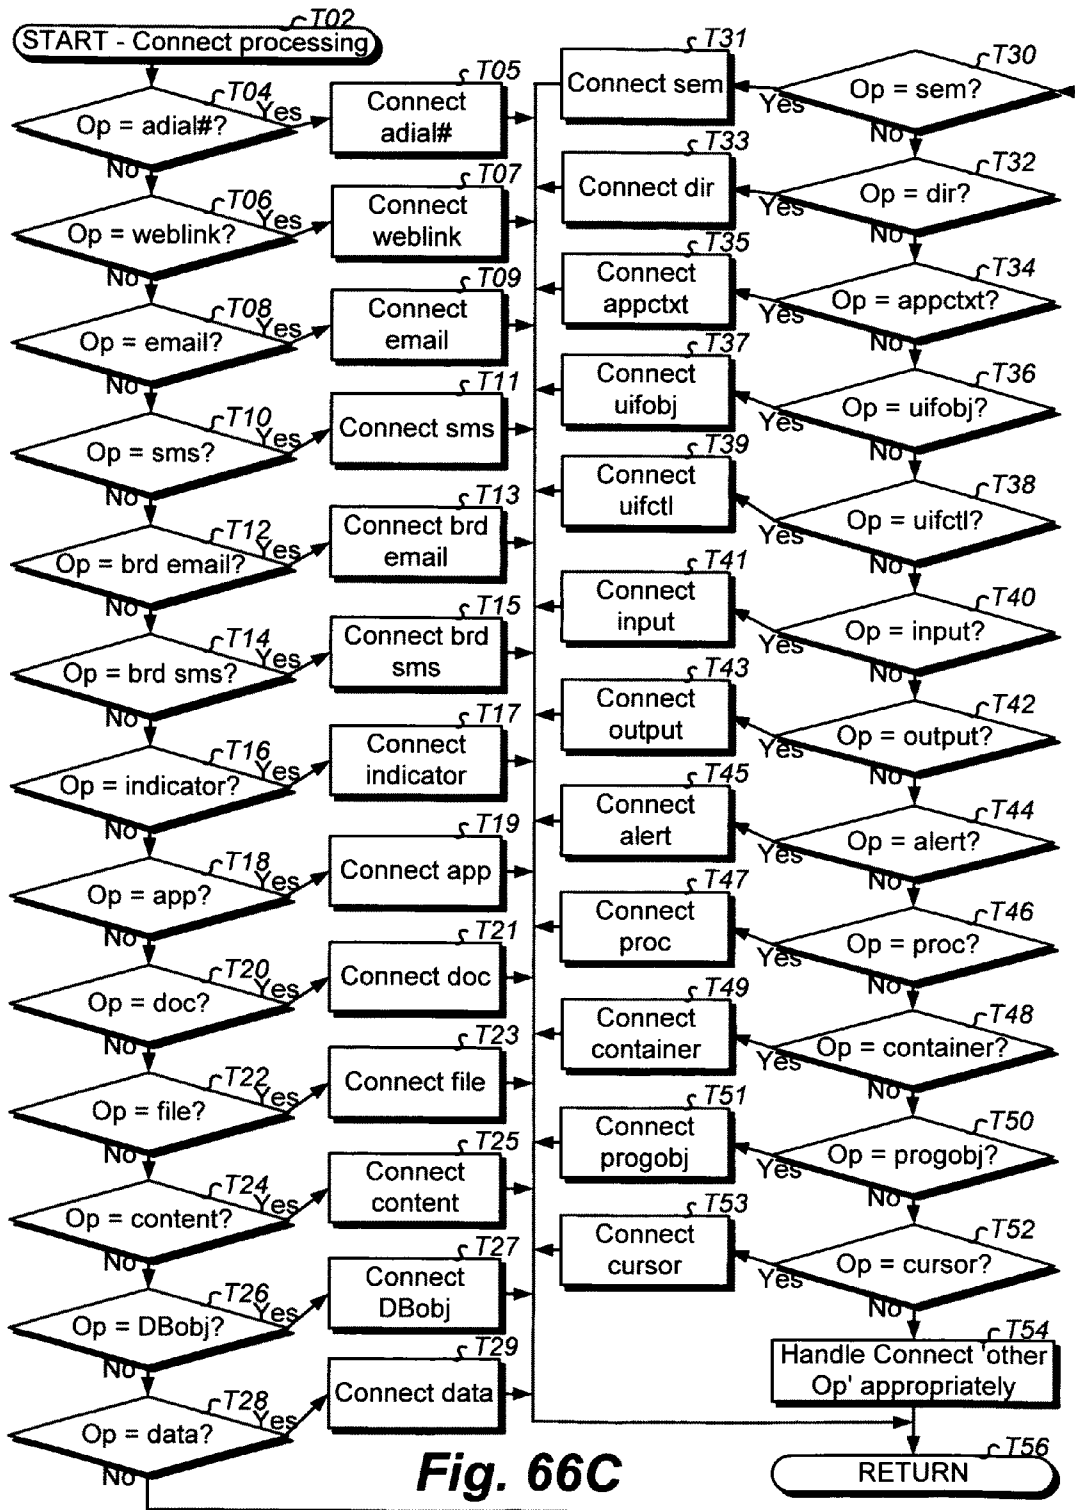 T02
START - Connect processing
T04
Op = adial#?
Yes
No
T05
Connect
adial#
T06
Op = weblink?
Yes
No
T07
Connect
weblink
T08
Op = email?
Yes
No
T09
Connect
email
T10
Op = sms?
Yes
No
T11
Connect sms
T12
Op = brd email?
Yes
No
T13
Connect brd
email
T14
Op = brd sms?
Yes
No
T15
Connect brd
sms
T16
Op = indicator?
Yes
No
T17
Connect
indicator
T18
Op = app?
Yes
No
T19
Connect app
T20
Op = doc?
Yes
No
T21
Connect doc
T22
Op = file?
Yes
No
T23
Connect file
T24
Op = content?
Yes
No
T25
Connect
content
T26
Op = DBobj?
Yes
No
T27
Connect
DBobj
T28
Op = data?
Yes
No
T29
Connect data
T30
Op = sem?
Yes
No
T31
Connect sem
T32
Op = dir?
Yes
No
T33
Connect dir
T34
Op = appctxt?
Yes
No
T35
Connect
appctxt
T36
Op = uifobj?
Yes
No
T37
Connect
uifobj
T38
Op = uifctl?
Yes
No
T39
Connect
uifctl
T40
Op = input?
Yes
No
T41
Connect
input
T42
Op = output?
Yes
No
T43
Connect
output
T44
Op = alert?
Yes
No
T45
Connect
alert
T46
Op = proc?
Yes
No
T47
Connect
proc
T48
Op = container?
Yes
No
T49
Connect
container
T50
Op = progobj?
Yes
No
T51
Connect
progobj
T52
Op = cursor?
Yes
No
T53
Connect
cursor
T54
Handle Connect 'other
Op' appropriately
T56
RETURN
Fig. 66C